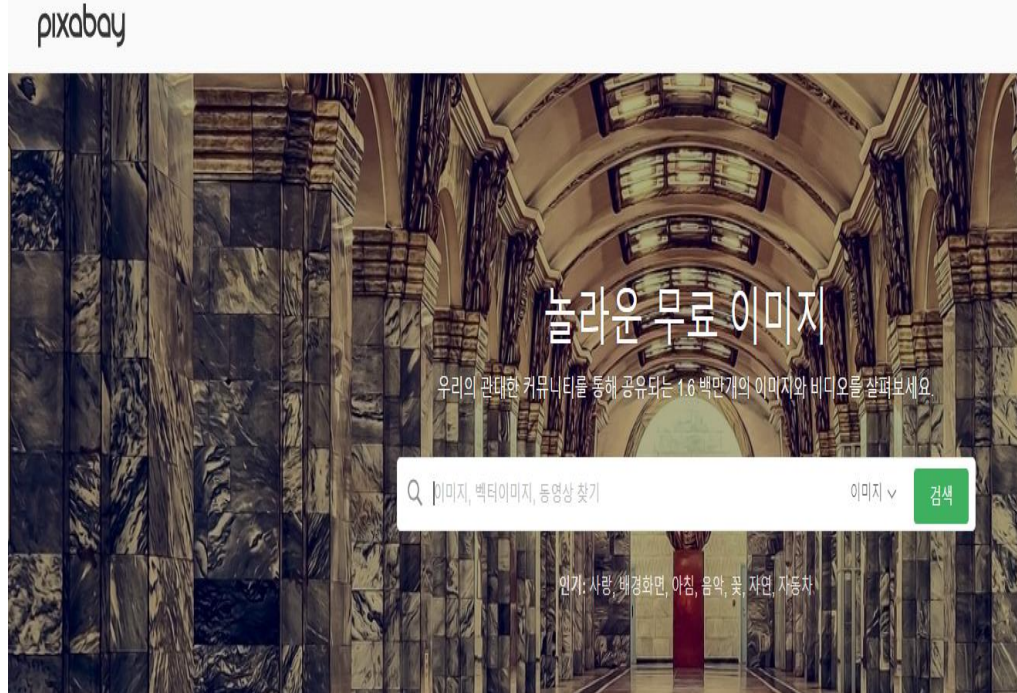 pixabay
놀라운 무료 이미지
우리의 관대한 커뮤니티를 통해 공유되는 1.6 백만개의 이미지와 비디오를 살펴보세요.
이미지, 벡터이미지, 동영상 찾기 이미지 검색
인기: 사랑, 배경화면, 아침, 음악, 꽃, 자연, 자동차